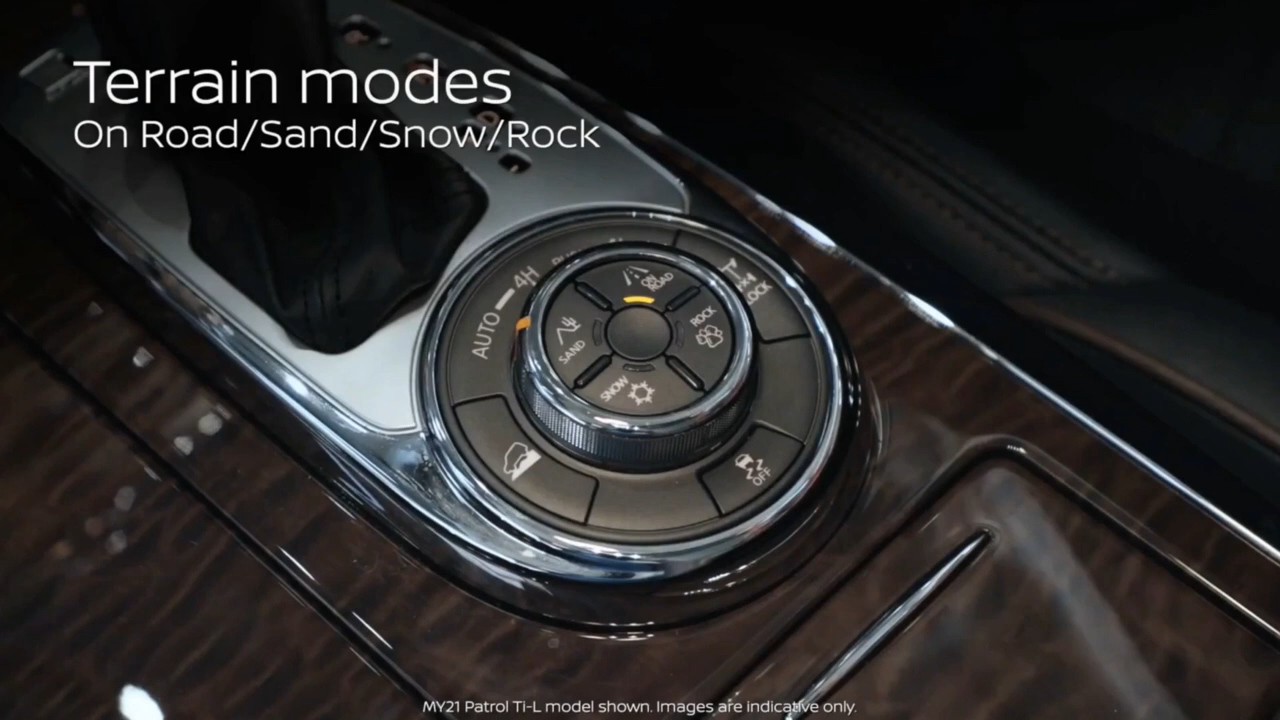 Terrain modes
On Road/Sand/Snow/Rock
AUTO
4H
ON
ROAD
ROCK
SAND
SNOW
LOCK
OFF
MY21 Patrol Ti-L model shown. Images are indicative only.